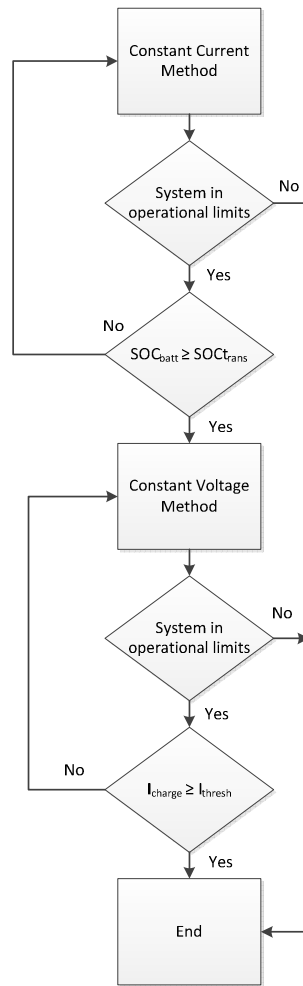 Constant Current
Method
System in
operational limits
No
Yes
No
SOCbatt ≥ SOCtrans
Yes
Constant Voltage
Method
System in
operational limits
No
Yes
No
Icharge ≥ Ithresh
Yes
End